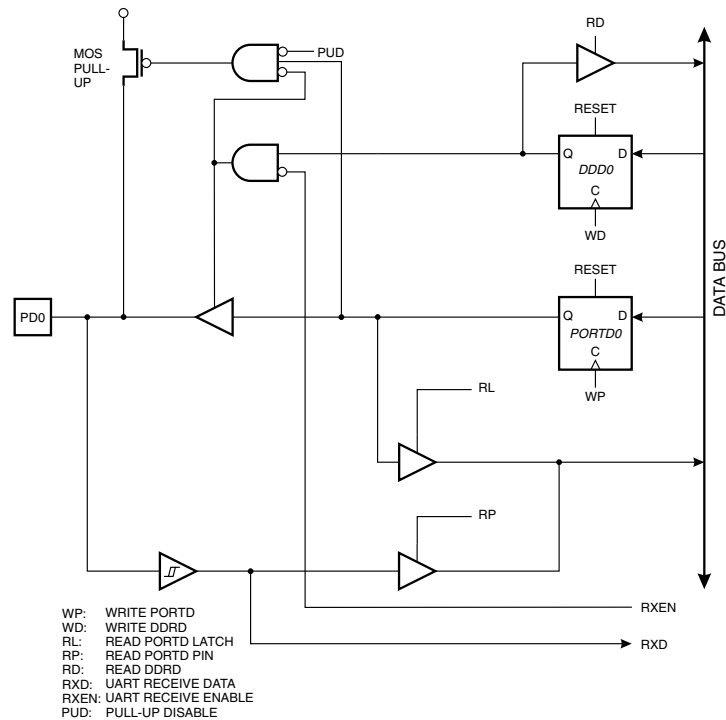 RD
MOS
PULL-
UP
PUD
RESET
Q
D
DDD0
C
WD
DATA BUS
RESET
PD0
Q
D
PORTD0
C
WP
RL
RP
RXEN
RXD
WP: WRITE PORTD
WD: WRITE DDRD
RL: READ PORTD LATCH
RP: READ PORTD PIN
RD: READ DDRD
RXD: UART RECEIVE DATA
RXEN: UART RECEIVE ENABLE
PUD: PULL-UP DISABLE